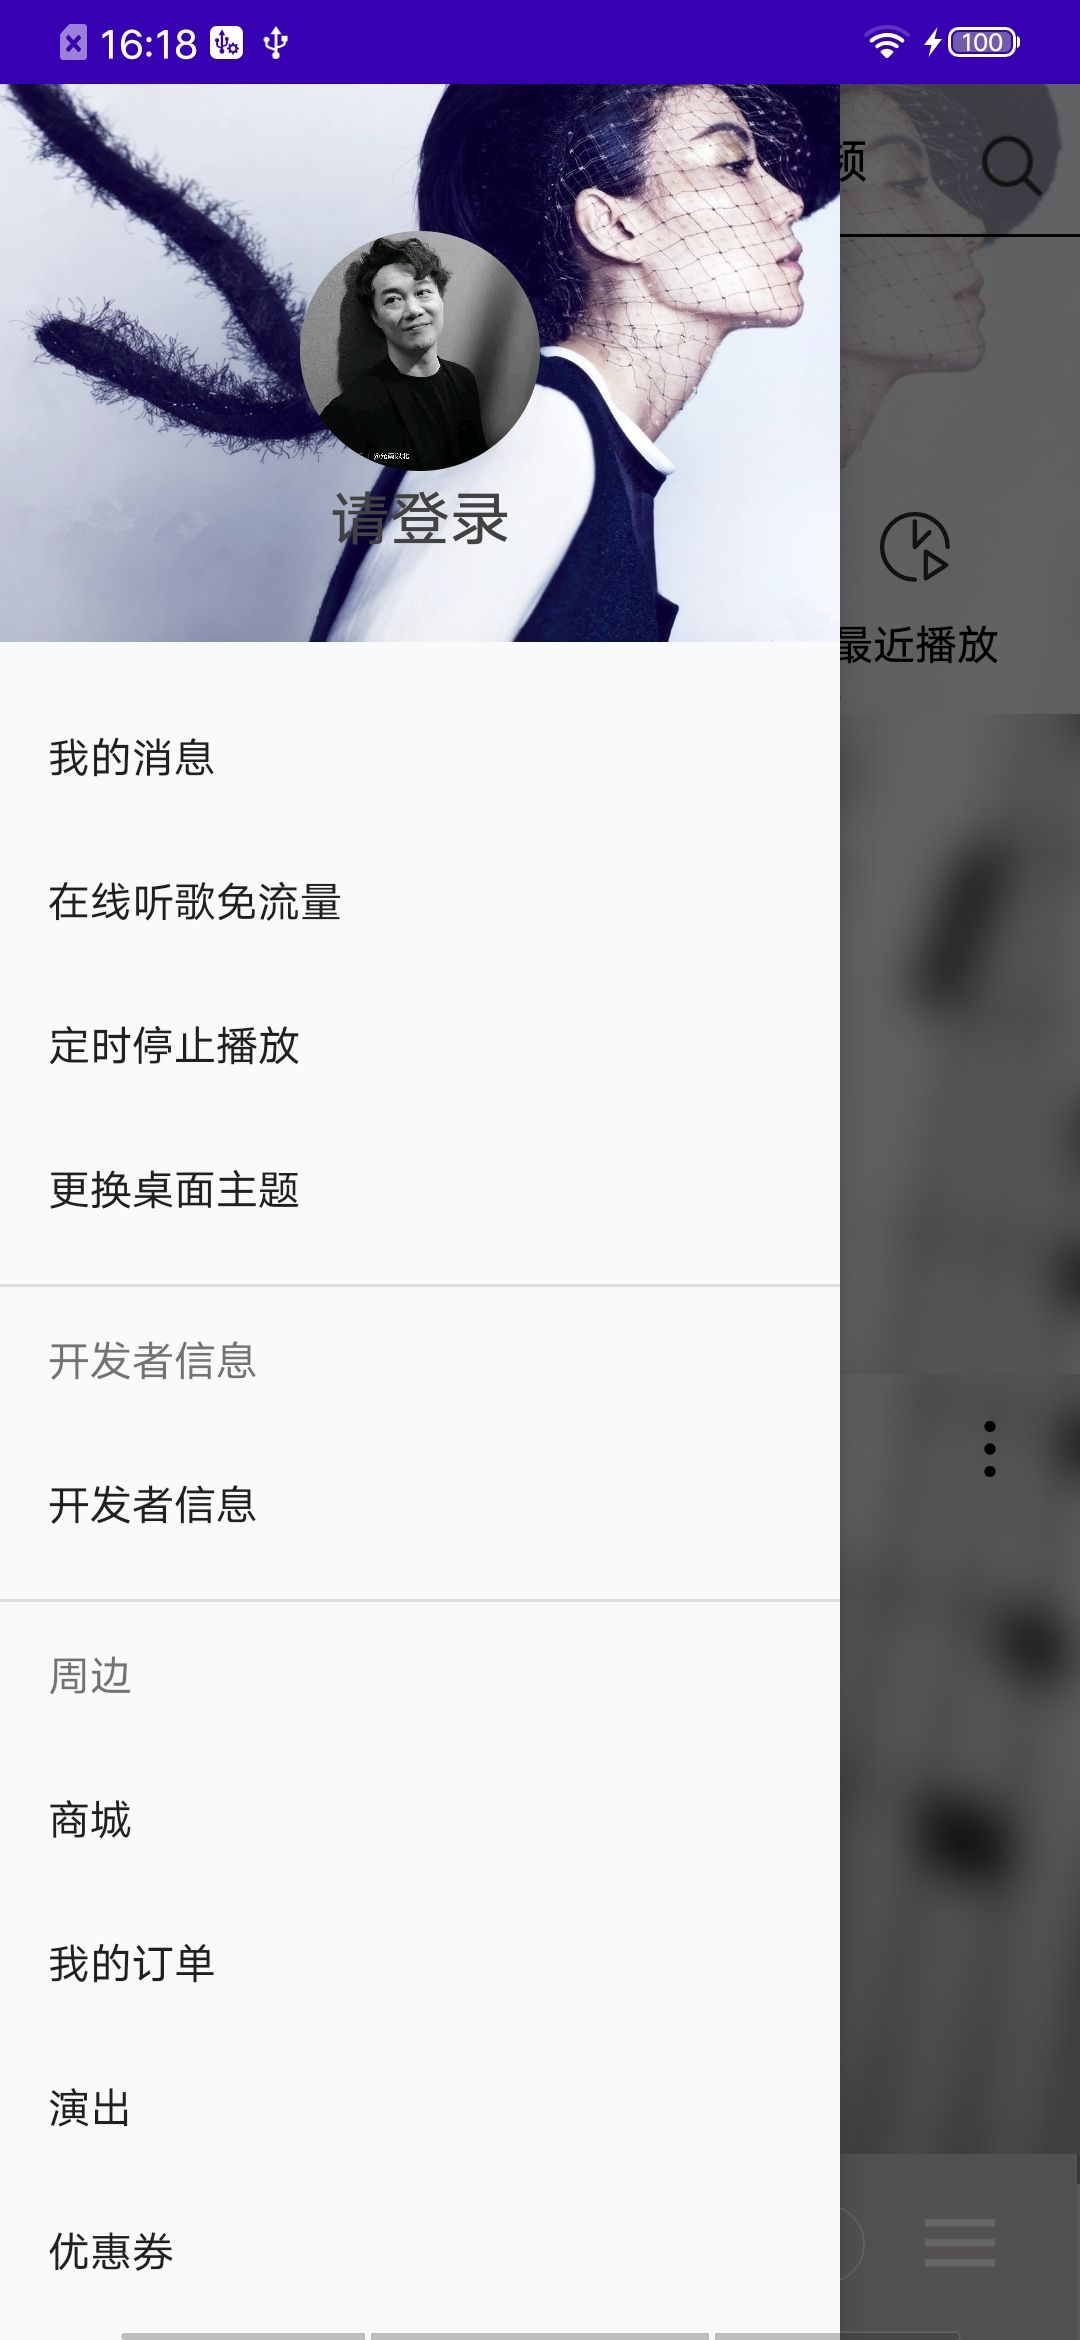 16:18
100
频
请登录
最近播放
我的消息
在线听歌免流量
定时停止播放
更换桌面主题
开发者信息
开发者信息
周边
商城
我的订单
演出
优惠券